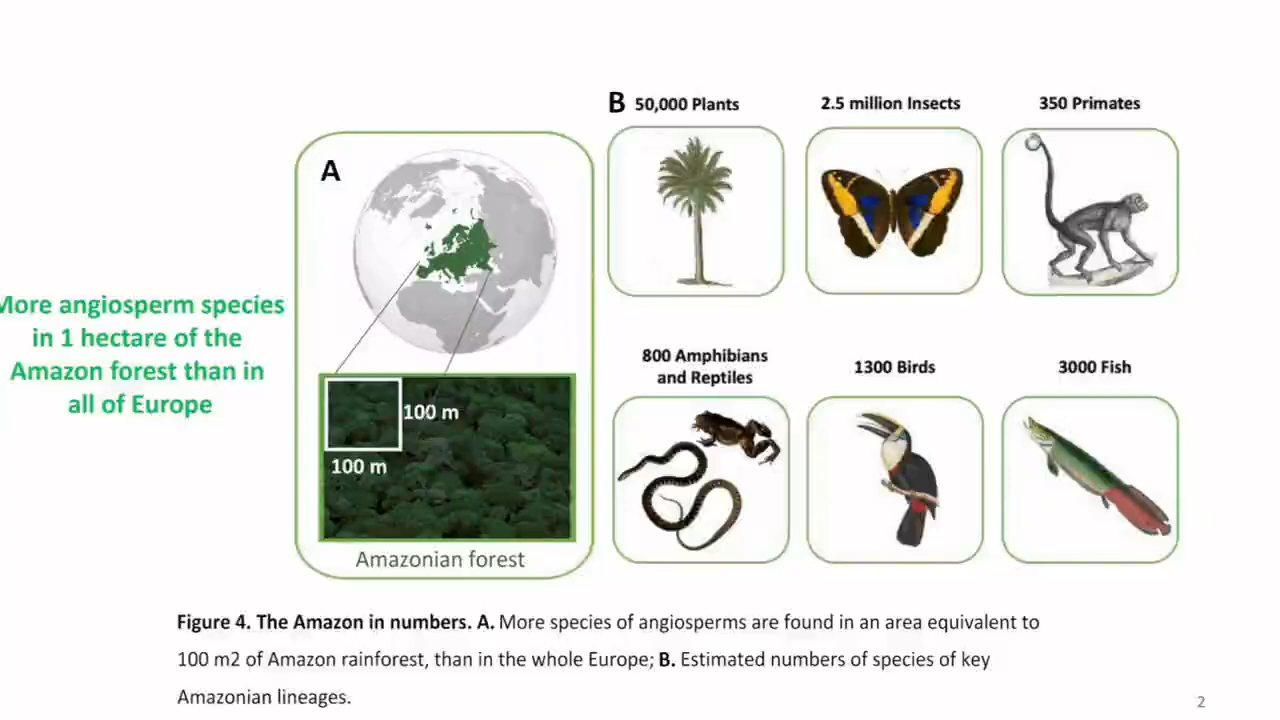 More angiosperm species
in 1 hectare of the
Amazon forest than in
all of Europe
A
100 m
100 m
Amazonian forest
B 50,000 Plants
2.5 million Insects
350 Primates
800 Amphibians
and Reptiles
1300 Birds
3000 Fish
Figure 4. The Amazon in numbers. A. More species of angiosperms are found in an area equivalent to
100 m2 of Amazon rainforest, than in the whole Europe; B. Estimated numbers of species of key
Amazonian lineages.
2